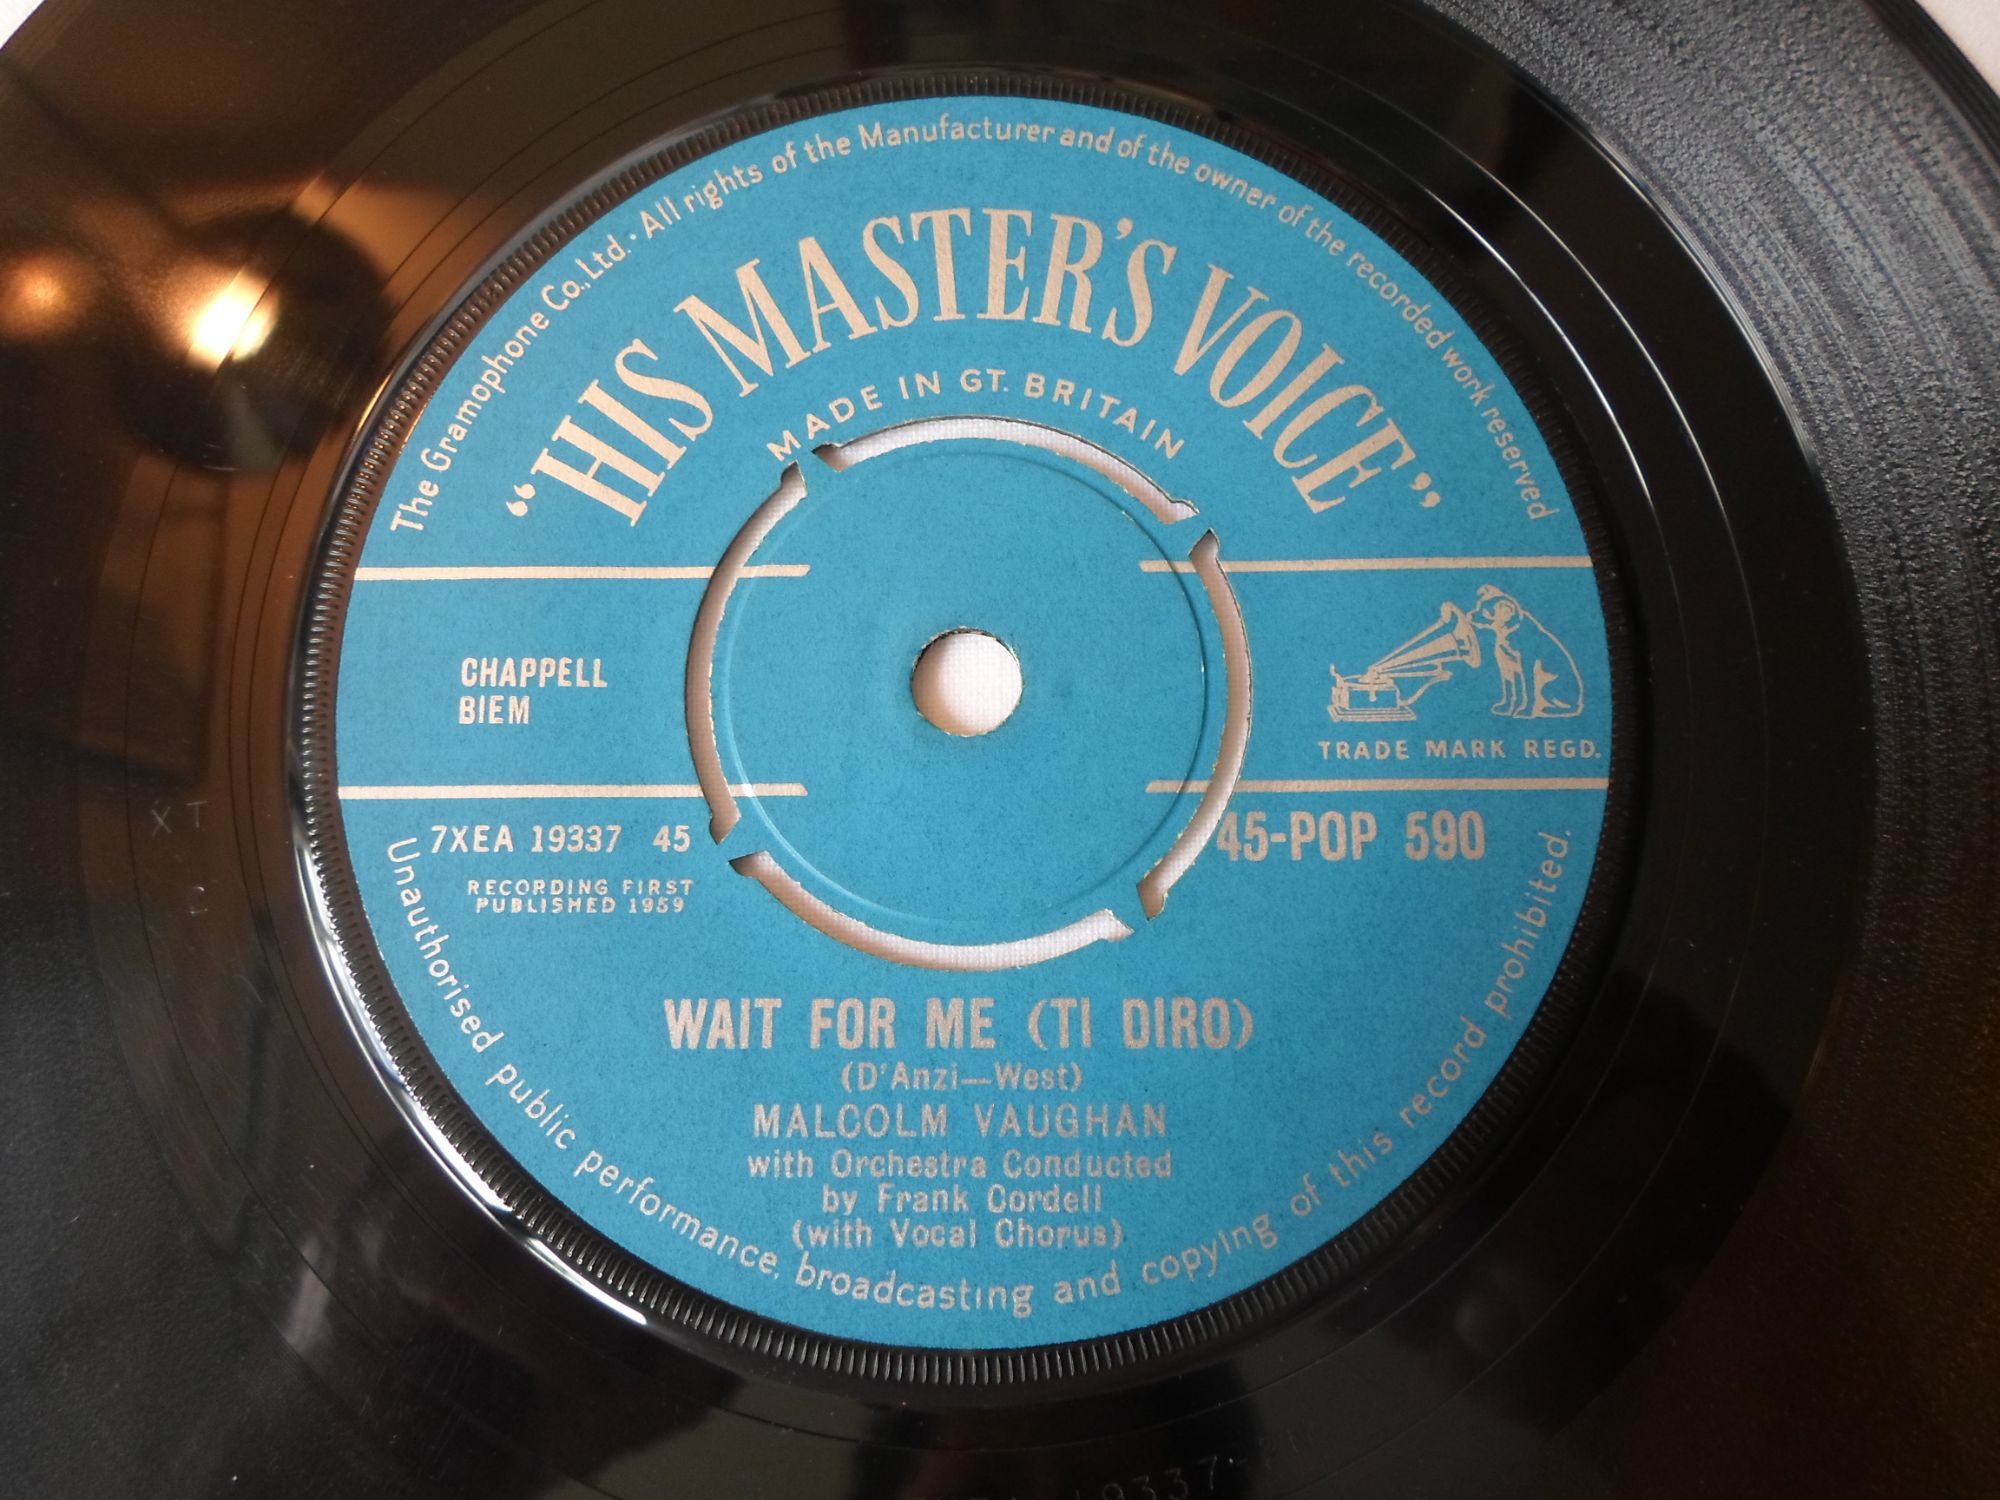 The Gramophone Co., Ltd. · All rights of the Manufacturer and of the owner of the recorded work reserved
“HIS MASTER'S VOICE”
MADE IN GT. BRITAIN
CHAPPELL
BIEM
TRADE MARK REGD.
7XEA 19337 45
45-POP 590
RECORDING FIRST
PUBLISHED 1959
WAIT FOR ME (TI DIRO)
(D'Anzi—West)
MALCOLM VAUGHAN
with Orchestra Conducted
by Frank Cordell
(with Vocal Chorus)
Unauthorised public performance, broadcasting and copying of this record prohibited.
XT
L